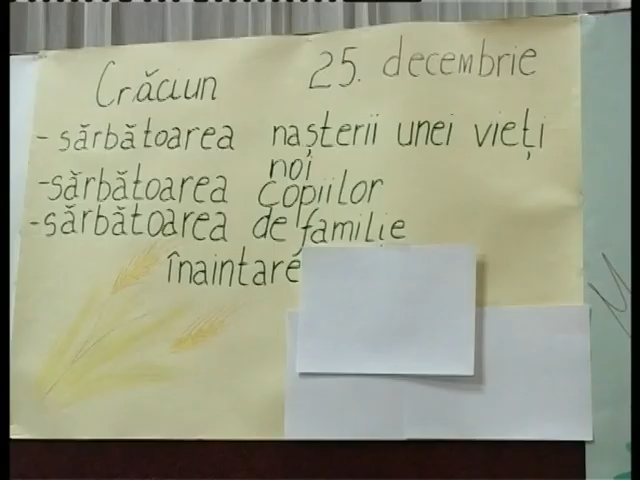 Crăciun 25. decembrie
- sărbătoarea nașterii unei vieți
noi
- sărbătoarea copiilor
- sărbătoarea de familie
înaintare